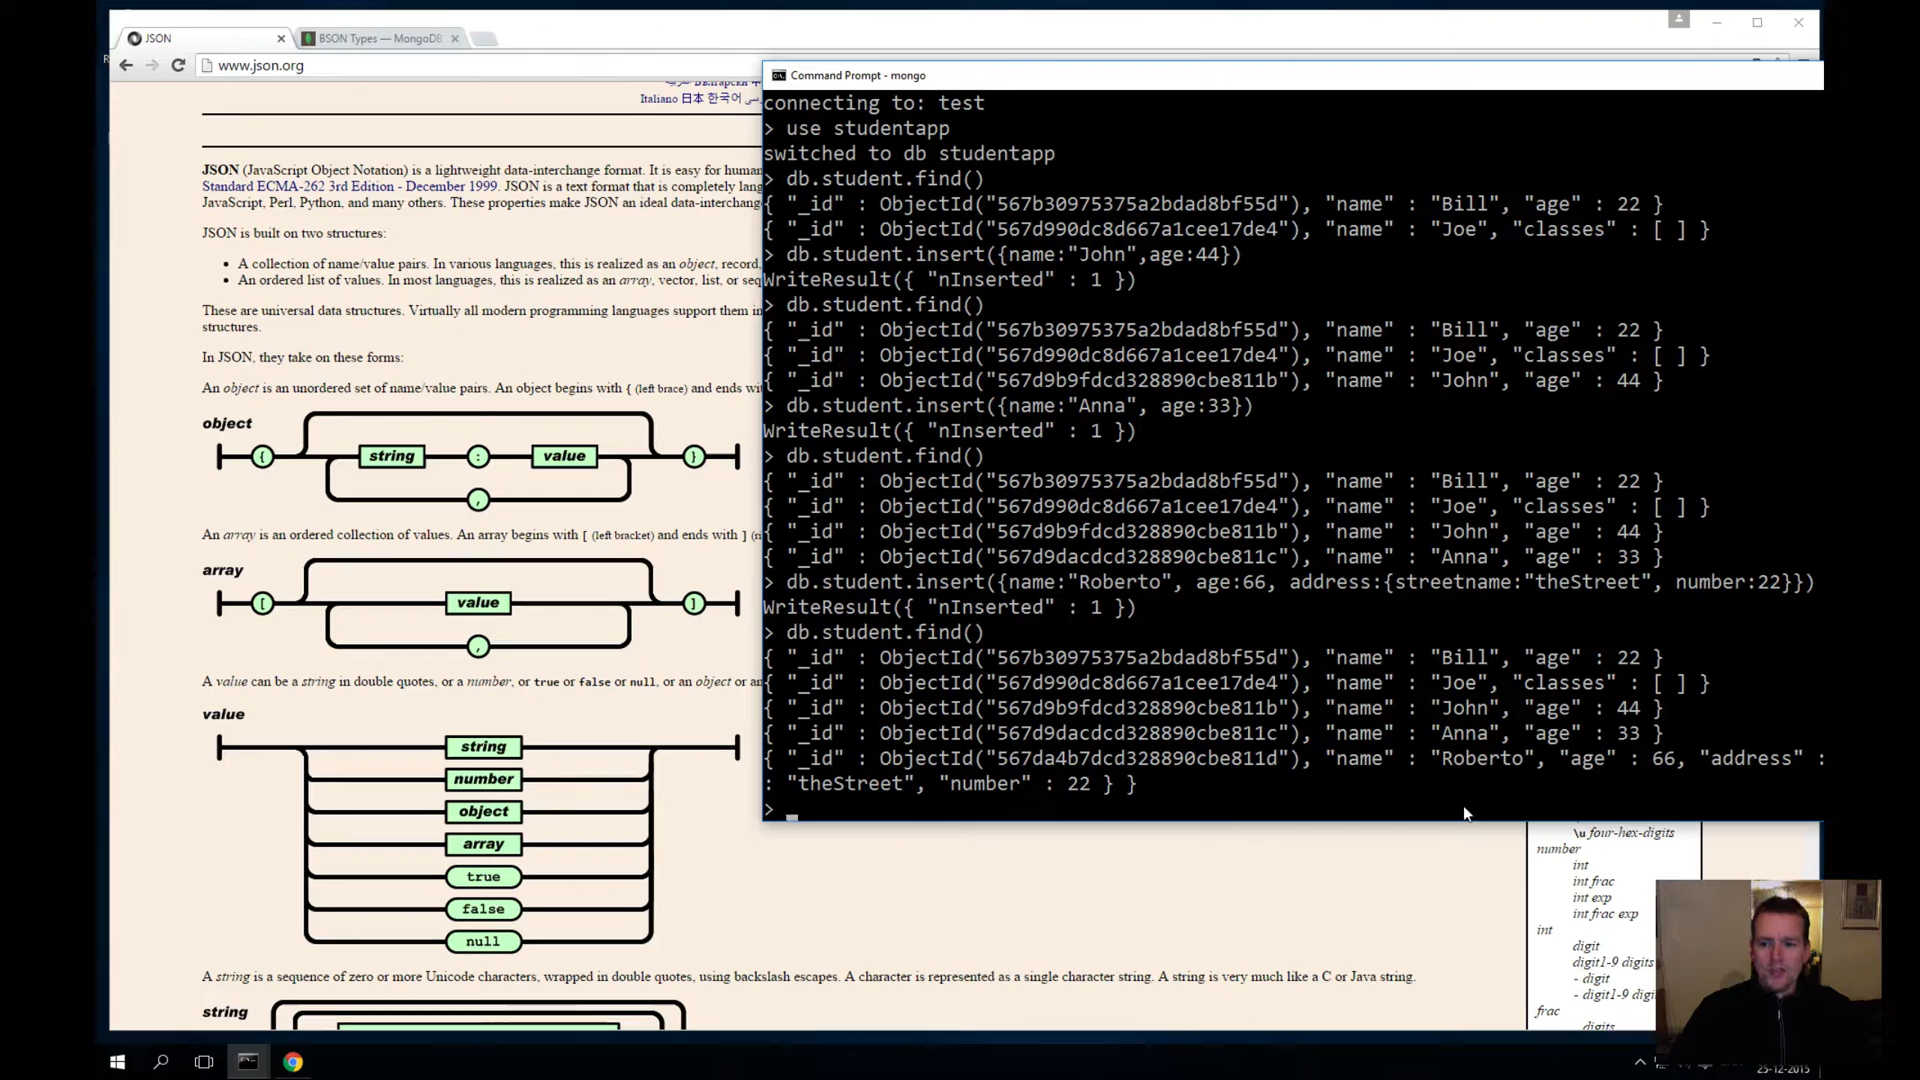 JSON
BSON Types — MongoDB
www.json.org
Italiano 日本 한국어
JSON (JavaScript Object Notation) is a lightweight data-interchange format. It is easy for human
Standard ECMA-262 3rd Edition - December 1999. JSON is a text format that is completely lang
JavaScript, Perl, Python, and many others. These properties make JSON an ideal data-interchange
JSON is built on two structures:
A collection of name/value pairs. In various languages, this is realized as an object, record,
An ordered list of values. In most languages, this is realized as an array, vector, list, or seq
These are universal data structures. Virtually all modern programming languages support them in
structures.
In JSON, they take on these forms:
An object is an unordered set of name/value pairs. An object begins with { (left brace) and ends wi
object
{ string : value }
,
An array is an ordered collection of values. An array begins with [ (left bracket) and ends with ] (ri
array
[ value ]
,
A value can be a string in double quotes, or a number, or true or false or null, or an object or an
value
string
number
object
array
true
false
null
A string is a sequence of zero or more Unicode characters, wrapped in double quotes, using backslash escapes. A character is represented as a single character string. A string is very much like a C or Java string.
string
Command Prompt - mongo
connecting to: test
> use studentapp
switched to db studentapp
> db.student.find()
{ "_id" : ObjectId("567b30975375a2bdad8bf55d"), "name" : "Bill", "age" : 22 }
{ "_id" : ObjectId("567d990dc8d667a1cee17de4"), "name" : "Joe", "classes" : [ ] }
> db.student.insert({name:"John",age:44})
WriteResult({ "nInserted" : 1 })
> db.student.find()
{ "_id" : ObjectId("567b30975375a2bdad8bf55d"), "name" : "Bill", "age" : 22 }
{ "_id" : ObjectId("567d990dc8d667a1cee17de4"), "name" : "Joe", "classes" : [ ] }
{ "_id" : ObjectId("567d9b9fdcd328890cbe811b"), "name" : "John", "age" : 44 }
> db.student.insert({name:"Anna", age:33})
WriteResult({ "nInserted" : 1 })
> db.student.find()
{ "_id" : ObjectId("567b30975375a2bdad8bf55d"), "name" : "Bill", "age" : 22 }
{ "_id" : ObjectId("567d990dc8d667a1cee17de4"), "name" : "Joe", "classes" : [ ] }
{ "_id" : ObjectId("567d9b9fdcd328890cbe811b"), "name" : "John", "age" : 44 }
{ "_id" : ObjectId("567d9dacdcd328890cbe811c"), "name" : "Anna", "age" : 33 }
> db.student.insert({name:"Roberto", age:66, address:{streetname:"theStreet", number:22}})
WriteResult({ "nInserted" : 1 })
> db.student.find()
{ "_id" : ObjectId("567b30975375a2bdad8bf55d"), "name" : "Bill", "age" : 22 }
{ "_id" : ObjectId("567d990dc8d667a1cee17de4"), "name" : "Joe", "classes" : [ ] }
{ "_id" : ObjectId("567d9b9fdcd328890cbe811b"), "name" : "John", "age" : 44 }
{ "_id" : ObjectId("567d9dacdcd328890cbe811c"), "name" : "Anna", "age" : 33 }
{ "_id" : ObjectId("567da4b7dcd328890cbe811d"), "name" : "Roberto", "age" : 66, "address" :
: "theStreet", "number" : 22 } }
>
\u four-hex-digits
number
int
int frac
int exp
int frac exp
int
digit
digit1-9 digits
- digit
- digit1-9 digi
frac
. digits
25-12-2015